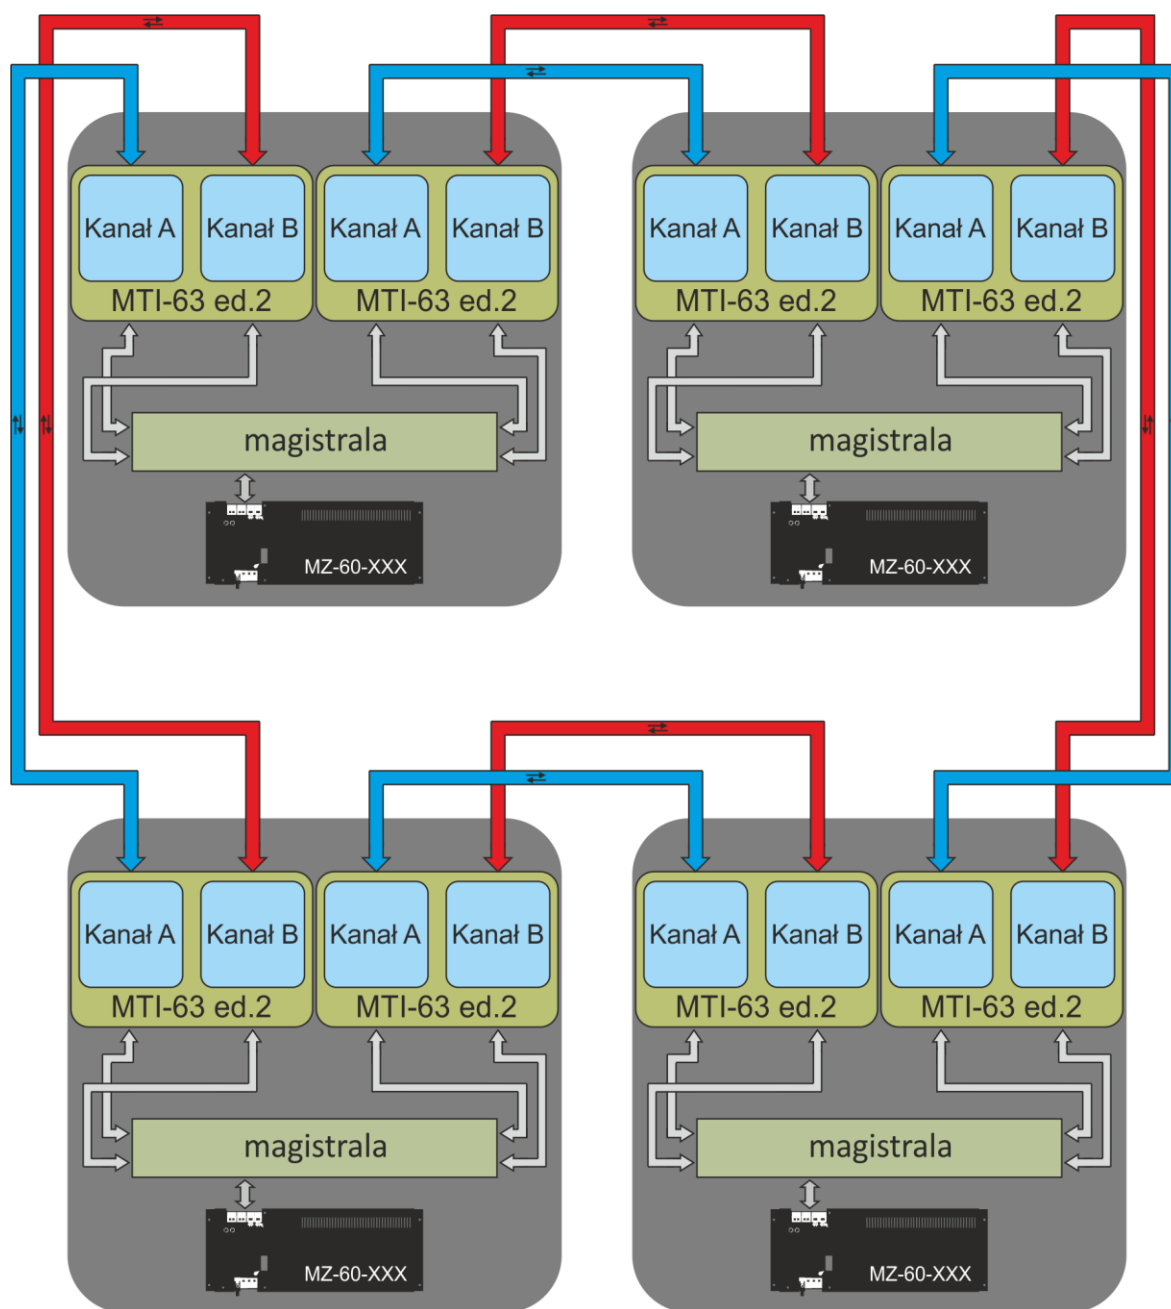 Kanał A Kanał B Kanał A Kanał B Kanał A Kanał B Kanał A Kanał B
MTI-63 ed.2 MTI-63 ed.2 MTI-63 ed.2 MTI-63 ed.2
magistrala magistrala
MZ-60-XXX MZ-60-XXX
Kanał A Kanał B Kanał A Kanał B Kanał A Kanał B Kanał A Kanał B
MTI-63 ed.2 MTI-63 ed.2 MTI-63 ed.2 MTI-63 ed.2
magistrala magistrala
MZ-60-XXX MZ-60-XXX